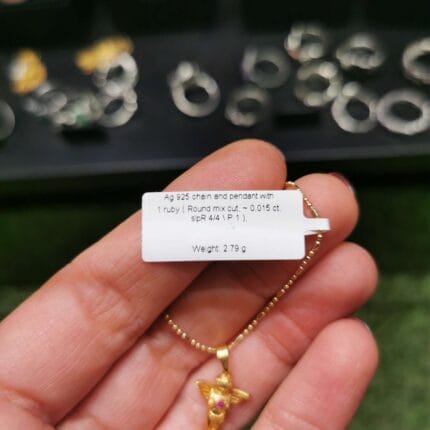 Ag 925 chain and pendant with
1 ruby ( Round mix cut, ~ 0,015 ct,
slpR 4/4 \ P 1 ),
Weight: 2.79 g